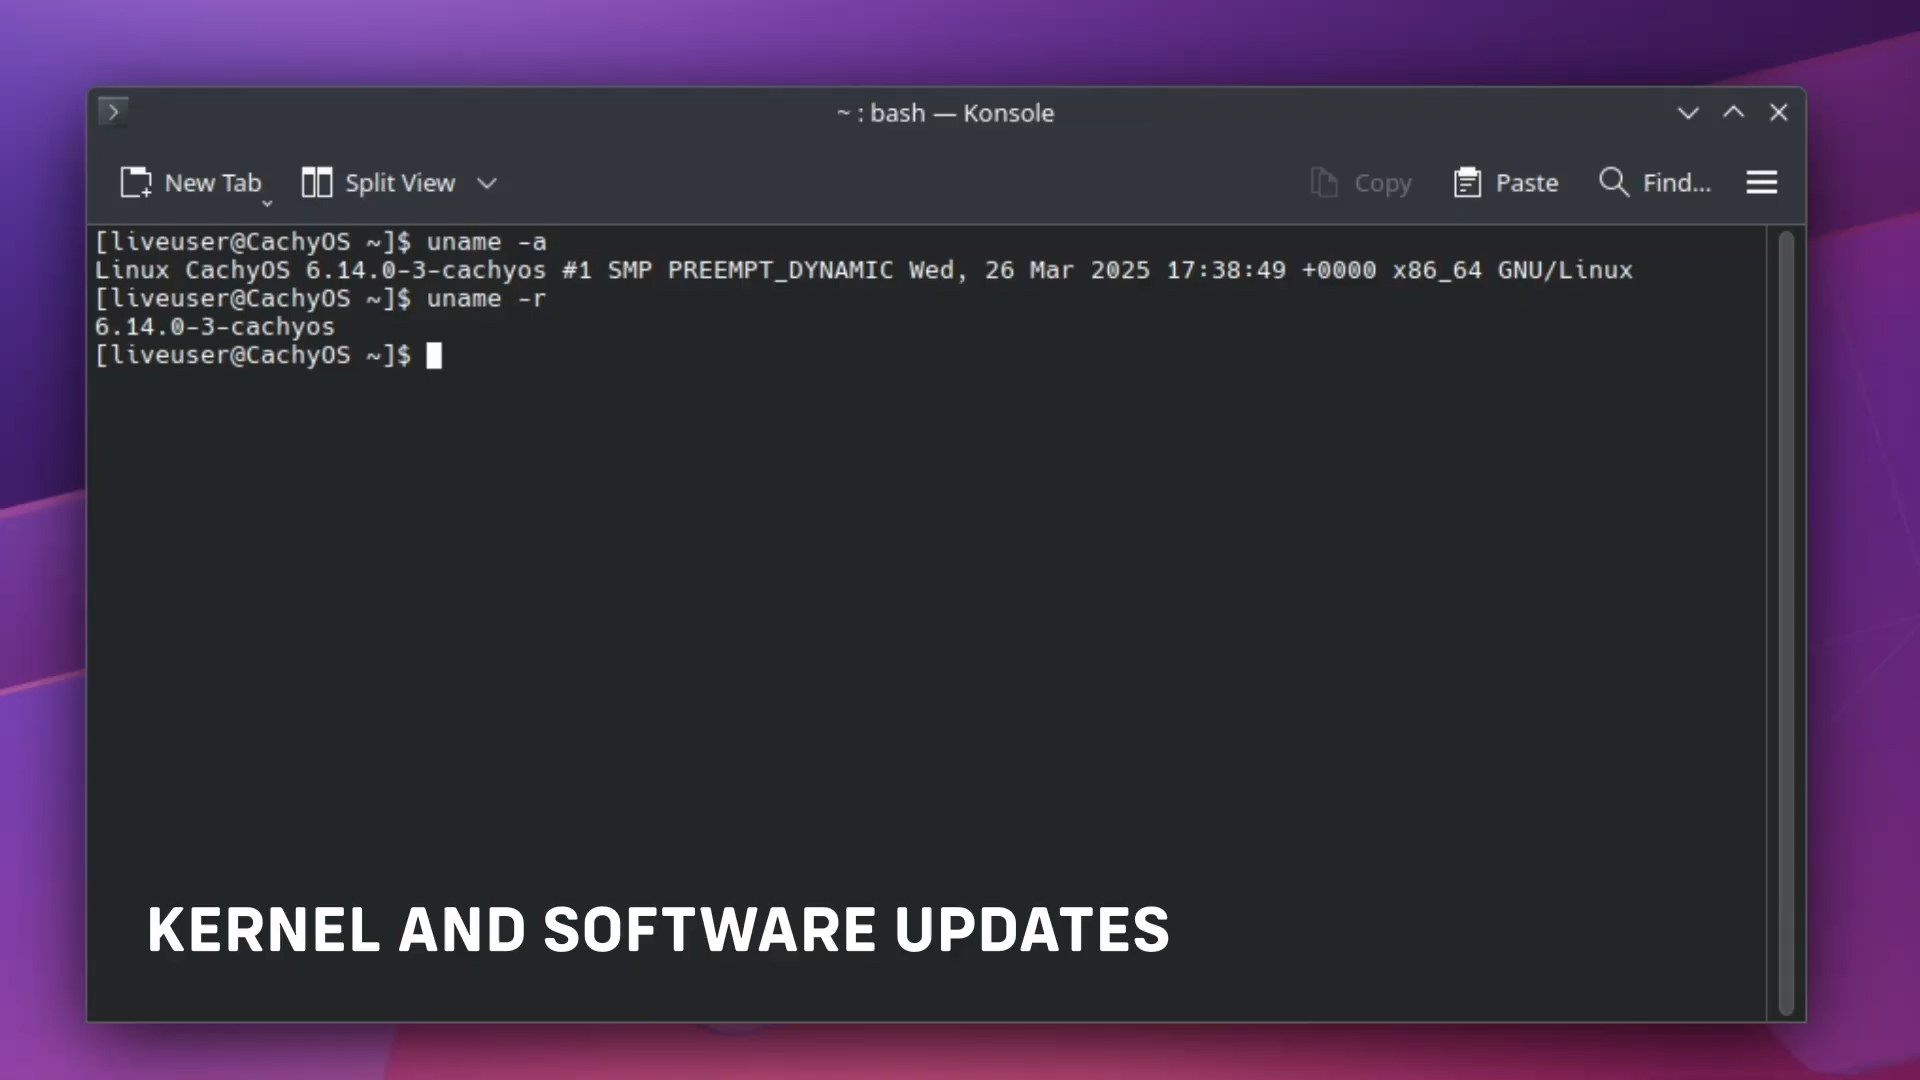 ~ : bash — Konsole
New Tab
Split View
Copy
Paste
Find...
[liveuser@CachyOS ~]$ uname -a
Linux CachyOS 6.14.0-3-cachyos #1 SMP PREEMPT_DYNAMIC Wed, 26 Mar 2025 17:38:49 +0000 x86_64 GNU/Linux
[liveuser@CachyOS ~]$ uname -r
6.14.0-3-cachyos
[liveuser@CachyOS ~]$
KERNEL AND SOFTWARE UPDATES